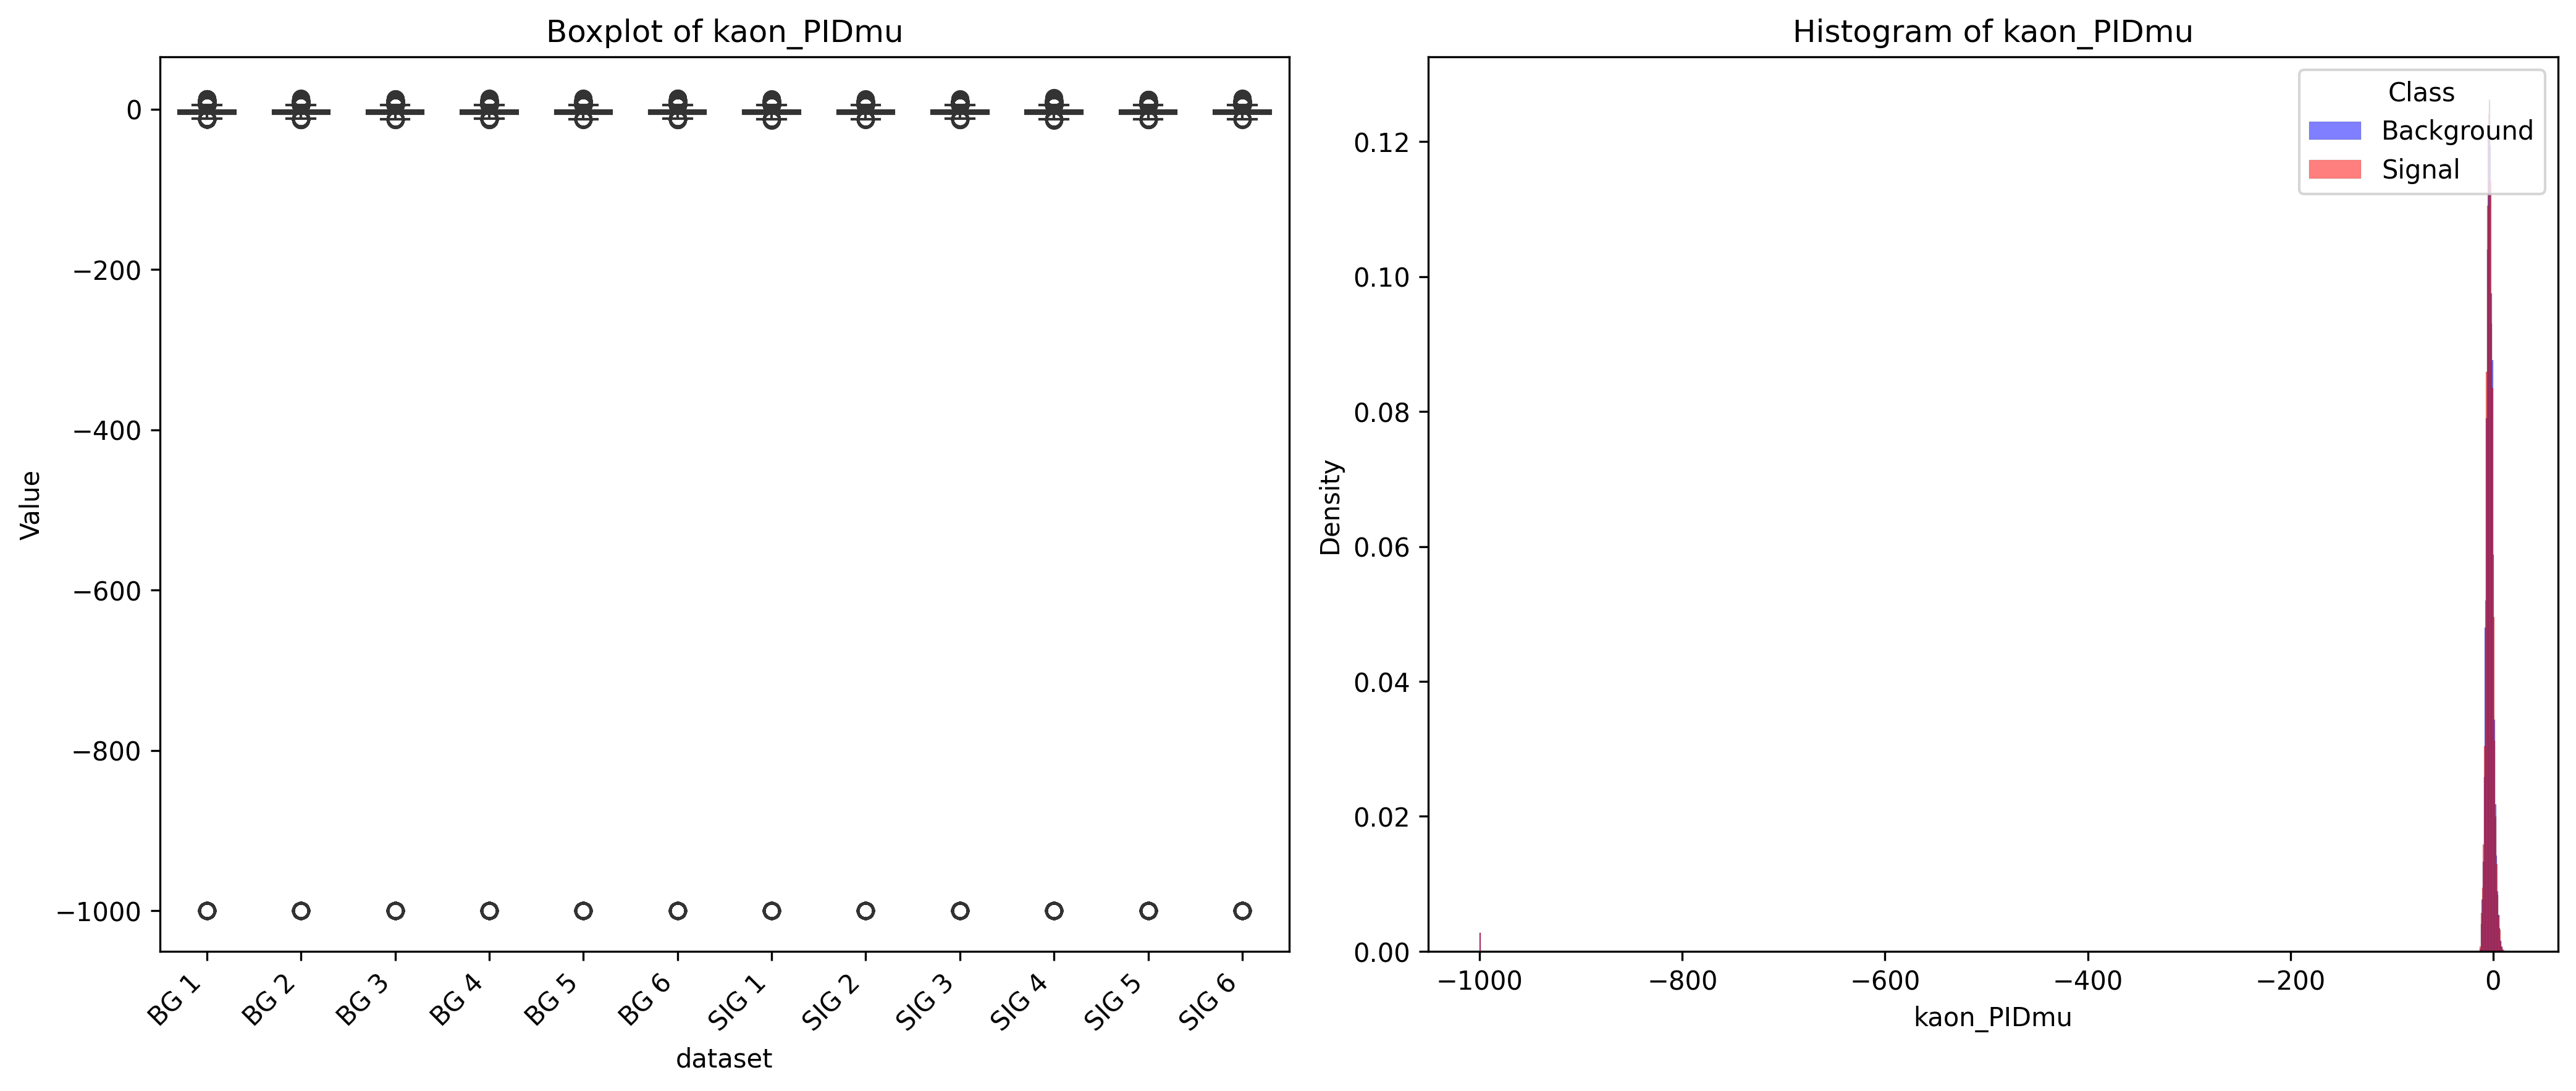 Boxplot of kaon_PIDmu
Value
0
−200
−400
−600
−800
−1000
BG 1
BG 2
BG 3
BG 4
BG 5
BG 6
SIG 1
SIG 2
SIG 3
SIG 4
SIG 5
SIG 6
dataset
Histogram of kaon_PIDmu
Class
Background
Signal
Density
0.12
0.10
0.08
0.06
0.04
0.02
0.00
−1000
−800
−600
−400
−200
0
kaon_PIDmu